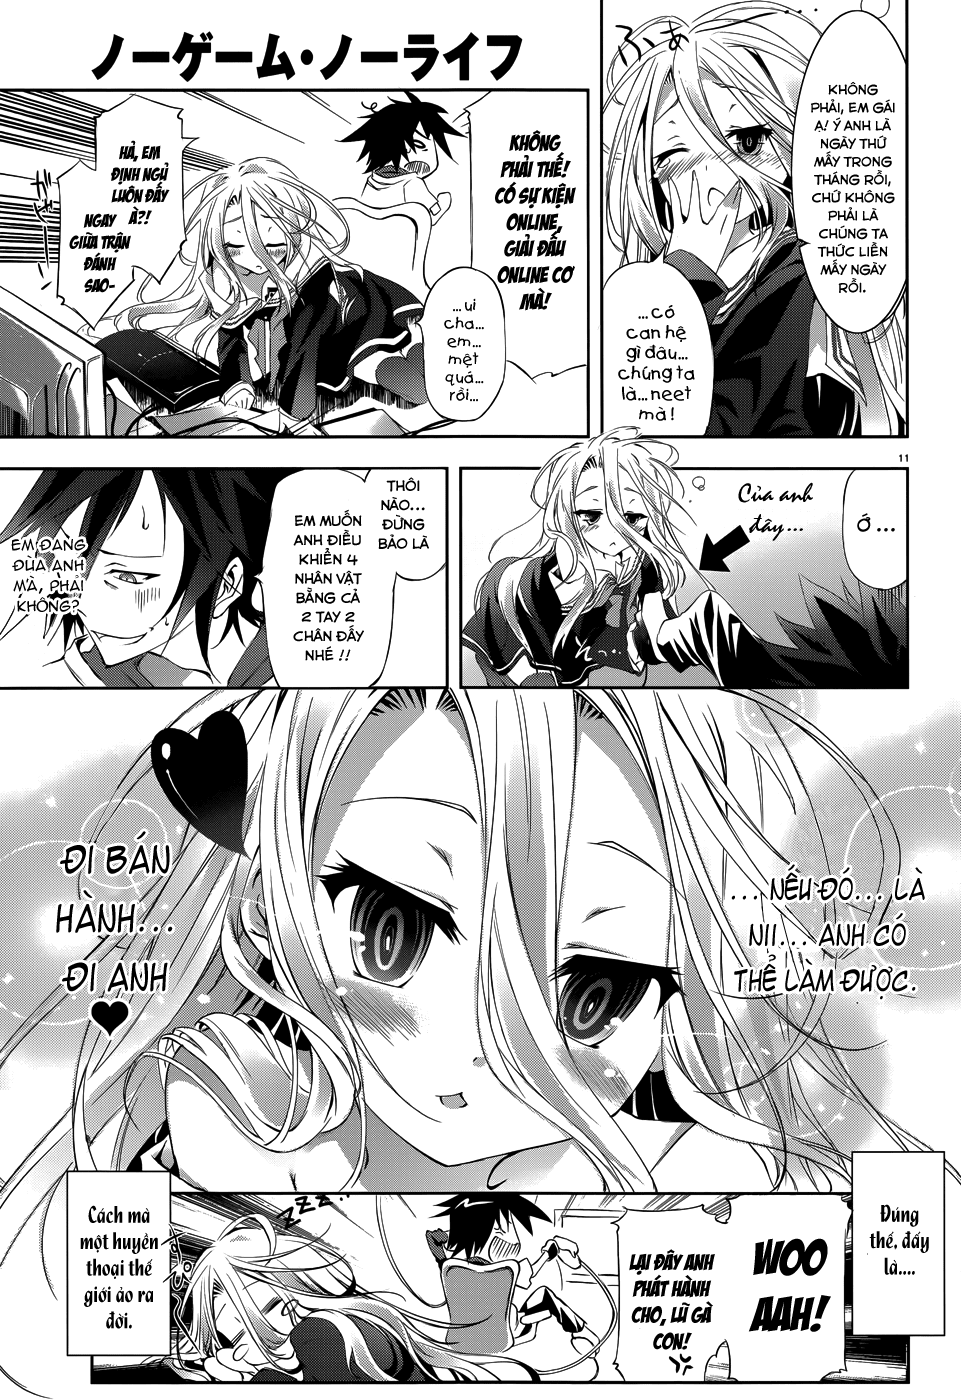 ふぁ
KHÔNG
PHẢI, EM GÁI
Ạ! Ý ANH LÀ
NGÀY THỨ
MẤY TRONG
THÁNG RỒI,
CHỨ KHÔNG
PHẢI LÀ
CHÚNG TA
THỨC LIỀN
MẤY NGÀY
RỒI.
...CÓ
CAN HỆ
GÌ ĐÂU...
CHÚNG TA
LÀ...NEET
MÀ!
ノーゲーム・ノーライフ
KHÔNG
PHẢI THẾ!
CÓ SỰ KIỆN
ONLINE,
GIẢI ĐẤU
ONLINE CƠ
MÀ!
...UI
CHA...
EM...
MỆT
QUÁ...
RỒI...
HẢ, EM
ĐỊNH NGỦ
LUÔN ĐẤY
À?!
NGAY
GIỮA TRẬN
ĐÁNH
SAO-
11
Ớ ...
Của anh
đây...
THÔI
NÀO...
ĐỪNG
BẢO LÀ
EM MUỐN
ANH ĐIỀU
KHIỂN 4
NHÂN VẬT
BẰNG CẢ
2 TAY 2
CHÂN ĐẤY
NHÉ !!
EM ĐANG
ĐÙA ANH
MÀ, PHẢI
KHÔNG?
...NẾU ĐÓ... LÀ
NII... ANH CÓ
THỂ LÀM ĐƯỢC.
ĐI BÁN
HÀNH...
ĐI ANH
♥
Đúng
thế, đấy
là....
WOO
AAH!
LẠI ĐÂY ANH
PHÁT HÀNH
CHO, LŨ GÀ
CON!
ZZZ...
Cách mà
một huyền
thoại thế
giới ảo ra
đời.